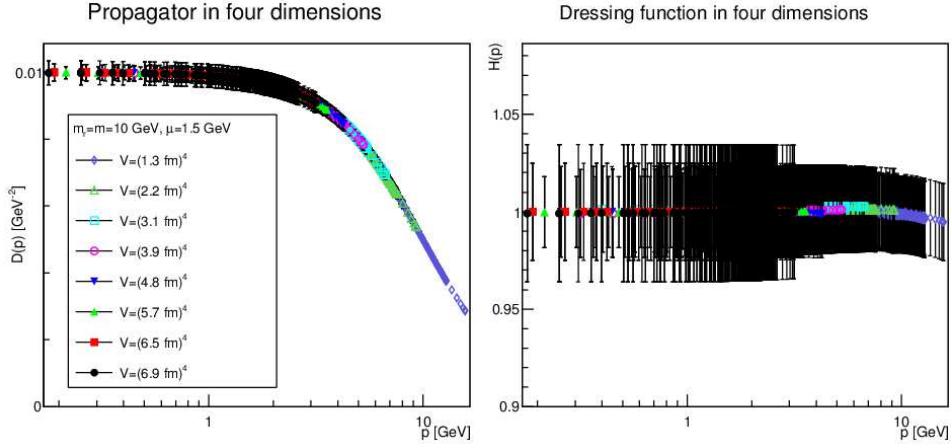 Propagator in four dimensions
D(p) [GeV⁻²]
0.01
0
mᵣ=m=10 GeV, μ=1.5 GeV
V=(1.3 fm)⁴
V=(2.2 fm)⁴
V=(3.1 fm)⁴
V=(3.9 fm)⁴
V=(4.8 fm)⁴
V=(5.7 fm)⁴
V=(6.5 fm)⁴
V=(6.9 fm)⁴
1
10
p [GeV]
Dressing function in four dimensions
H(p)
1.05
1
0.95
0.9
1
10
p [GeV]